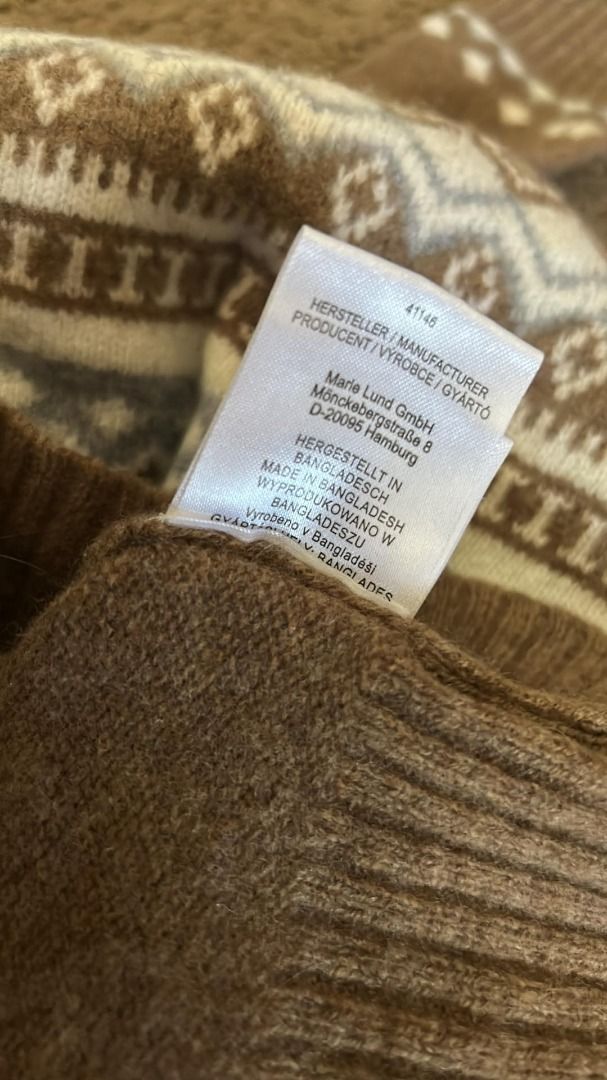 41146
HERSTELLER / MANUFACTURER
PRODUCENT / VÝROBCE / GYÁRTÓ
Marie Lund GmbH
Mönckebergstraße 8
D-20095 Hamburg
HERGESTELLT IN
BANGLADESCH
MADE IN BANGLADESH
WYPRODUKOWANO W
BANGLADESZU
Vyrobeno v Bangladéši
BANGLADES